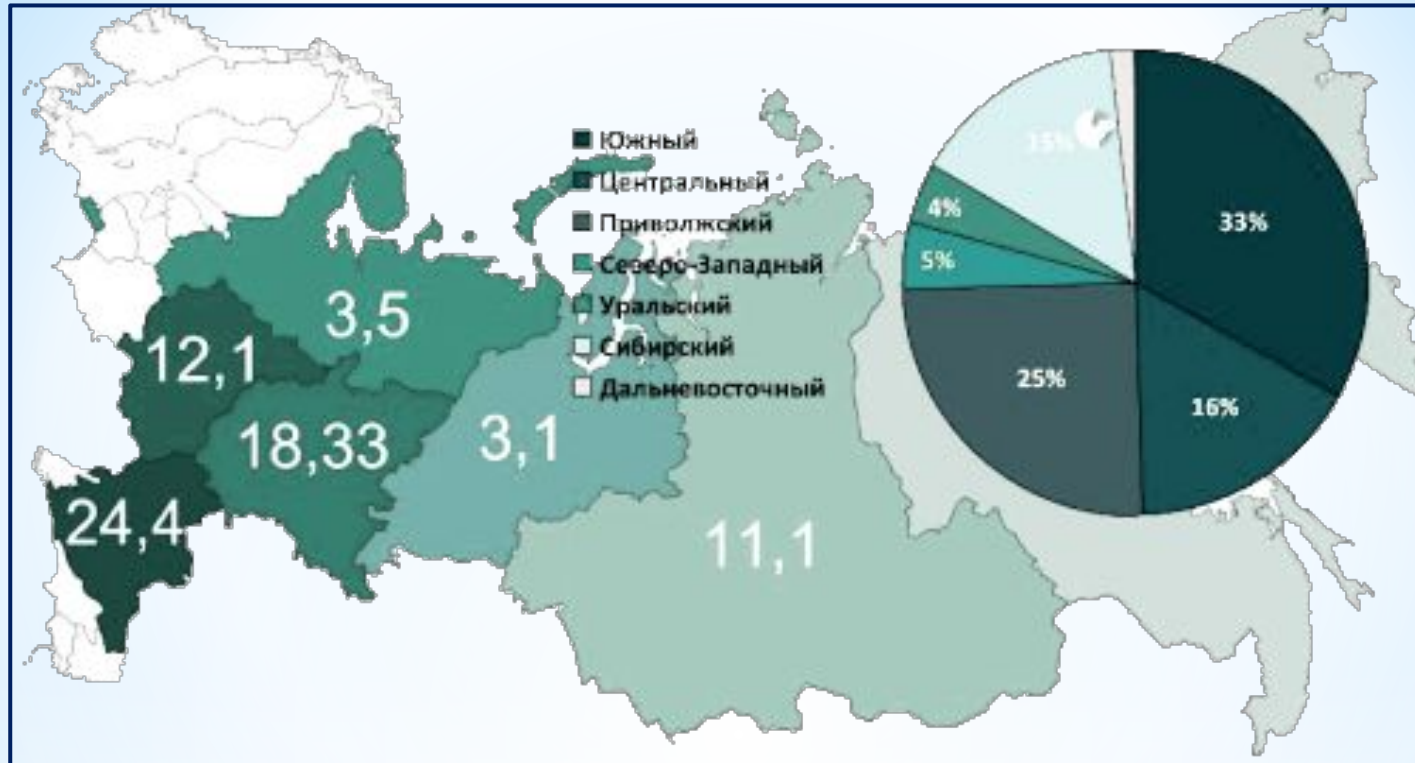 Южный
Центральный
Приволжский
Северо-Западный
Уральский
Сибирский
Дальневосточный
3,5
12,1
18,33
3,1
24,4
11,1
15%
4%
5%
33%
25%
16%